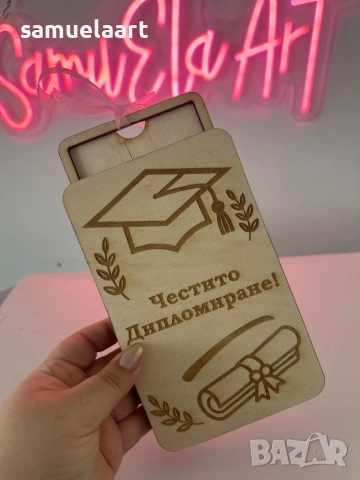 samuelaart
SamuEla Art
Честито
Дипломиране!
BAZAR